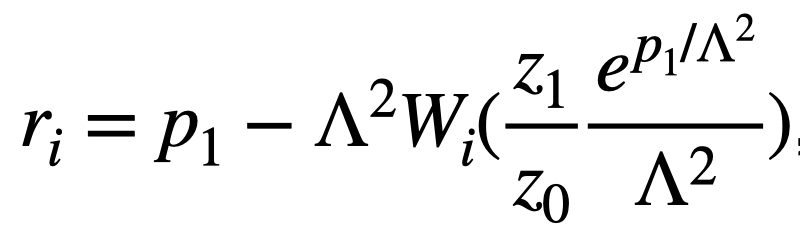 r_i = p_1 − Λ^2 W_i(\frac{z_1}{z_0} \frac{e^{p_1/Λ^2}}{Λ^2}),